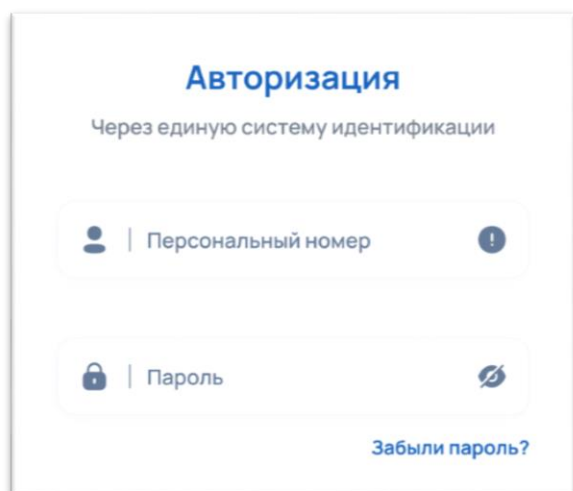 Авторизация
Через единую систему идентификации
Персональный номер
Пароль
Забыли пароль?